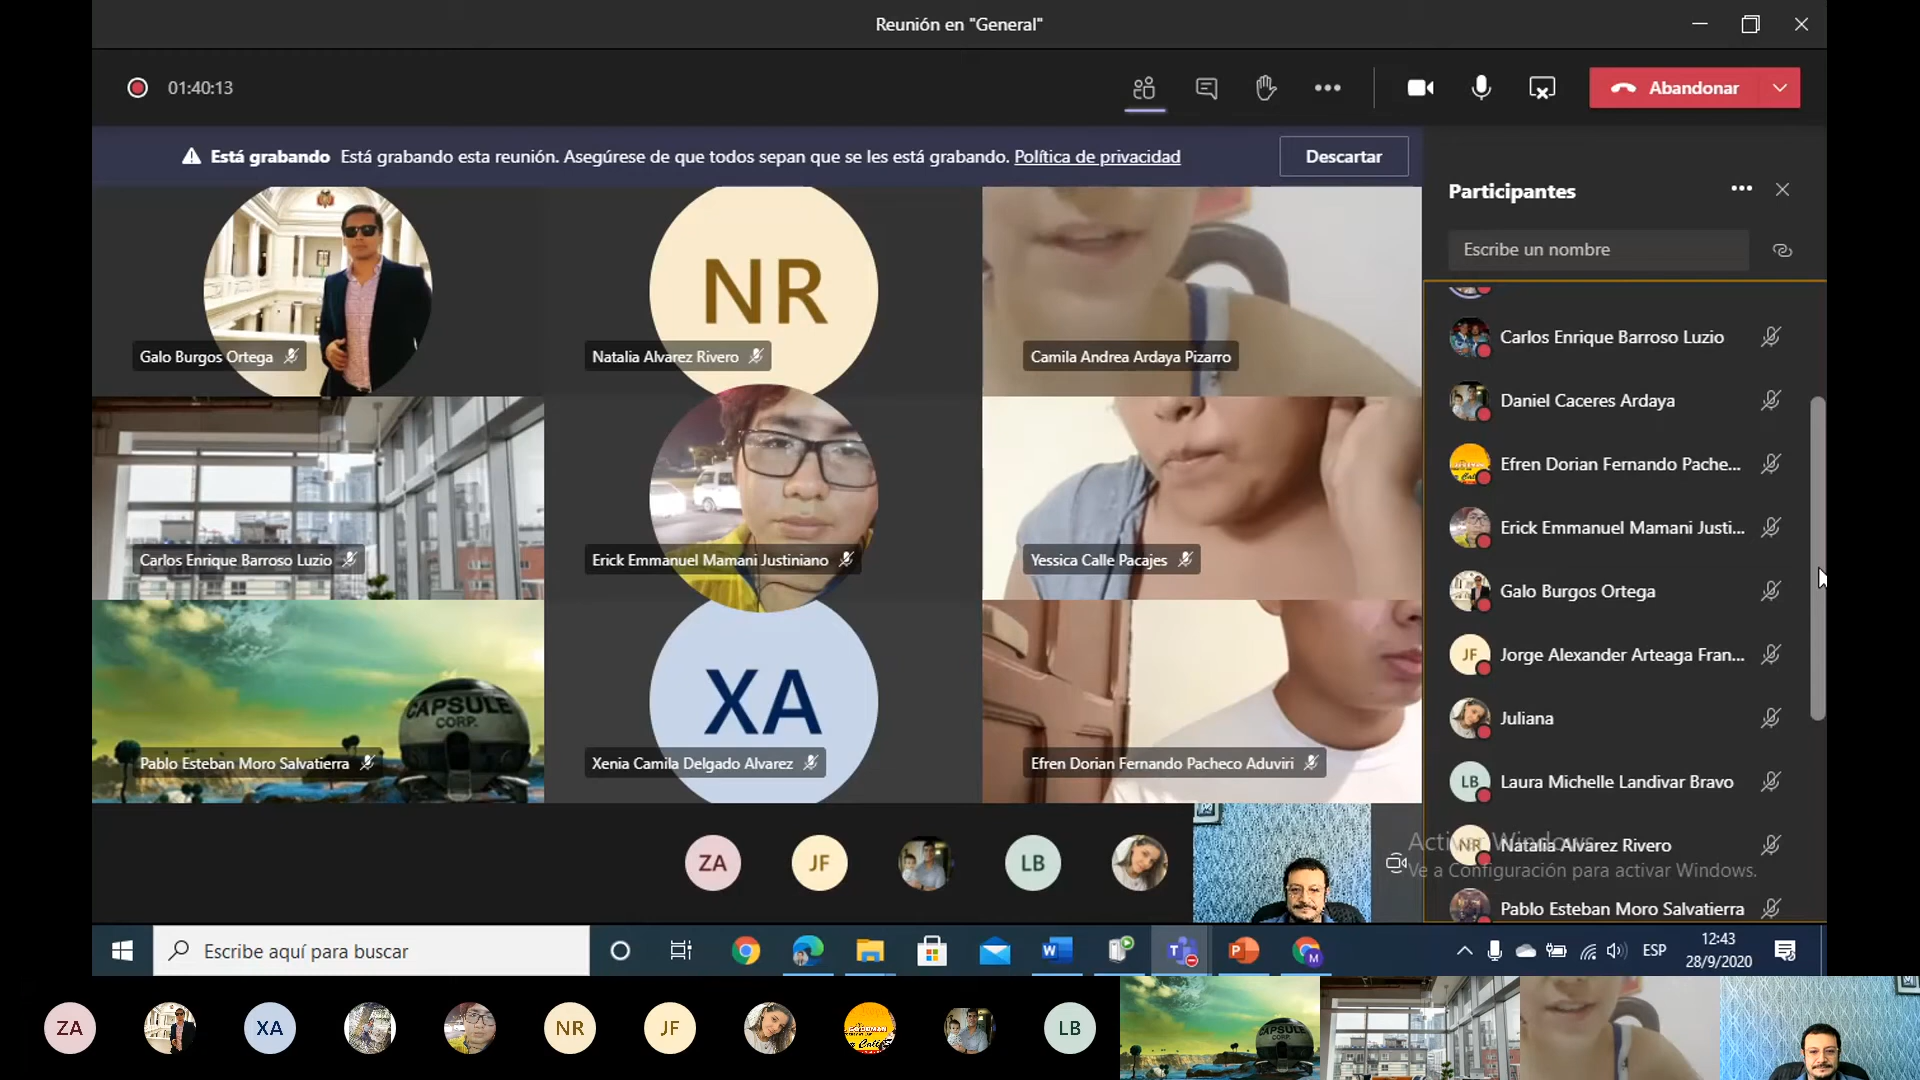 Reunión en "General"
01:40:13
Abandonar
Está grabando Está grabando esta reunión. Asegúrese de que todos sepan que se les está grabando. Política de privacidad
Descartar
Participantes
Escribe un nombre
NR
Galo Burgos Ortega
Natalia Alvarez Rivero
Camila Andrea Ardaya Pizarro
Carlos Enrique Barroso Luzio
Erick Emmanuel Mamani Justiniano
Yessica Calle Pacajes
CAPSULE
CORP.
XA
Pablo Esteban Moro Salvatierra
Xenia Camila Delgado Alvarez
Efren Dorian Fernando Pacheco Aduviri
Carlos Enrique Barroso Luzio
Daniel Caceres Ardaya
Efren Dorian Fernando Pache...
Erick Emmanuel Mamani Justi...
Galo Burgos Ortega
JF Jorge Alexander Arteaga Fran...
Juliana
LB Laura Michelle Landivar Bravo
NR Natalia Alvarez Rivero
Pablo Esteban Moro Salvatierra
Activar Windows
Ve a Configuración para activar Windows.
ZA JF LB
Escribe aquí para buscar
ESP
12:43
28/9/2020
ZA XA NR JF LB
CAPSULE